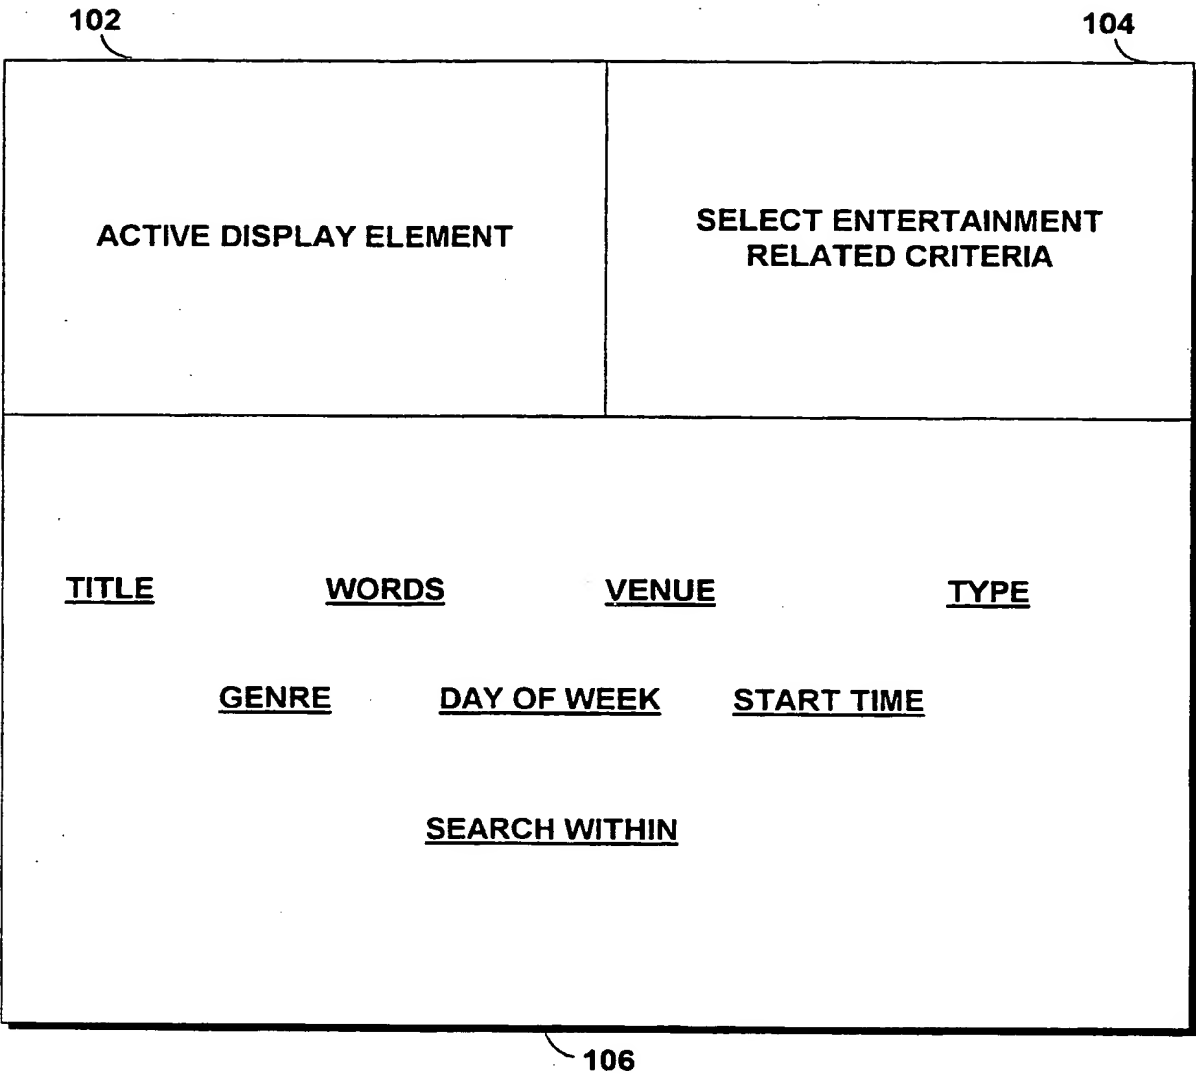 102
104
ACTIVE DISPLAY ELEMENT
SELECT ENTERTAINMENT
RELATED CRITERIA
TITLE WORDS VENUE TYPE
GENRE DAY OF WEEK START TIME
SEARCH WITHIN
106